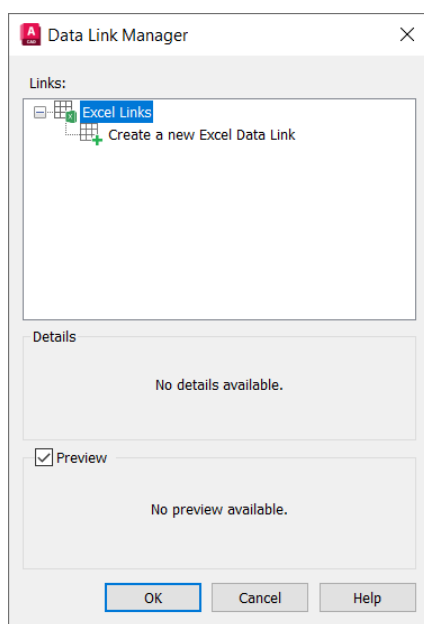 A
CAD
Data Link Manager
Links:
Excel Links
Create a new Excel Data Link
Details
No details available.
Preview
No preview available.
OK Cancel Help